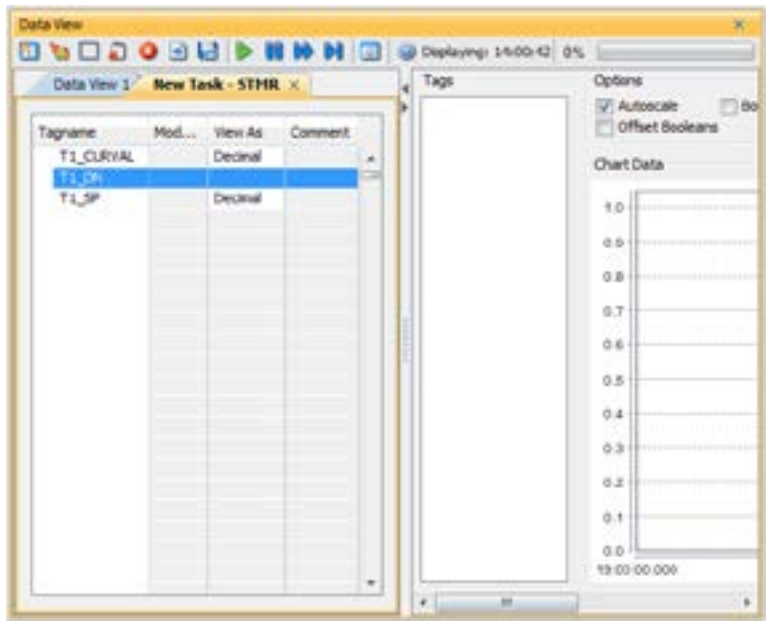 Data View
Displaying: 14:00:42 0%
Data View 1 New Task - STMR
Tagname Mod... View As Comment
T1_CURVAL Decimal
T1_DN
T1_SP Decimal
Tags
Options
Autoscale Bo
Offset Booleans
Chart Data
1.0
0.9
0.8
0.7
0.6
0.5
0.4
0.3
0.2
0.1
0.0
19:00:00.000